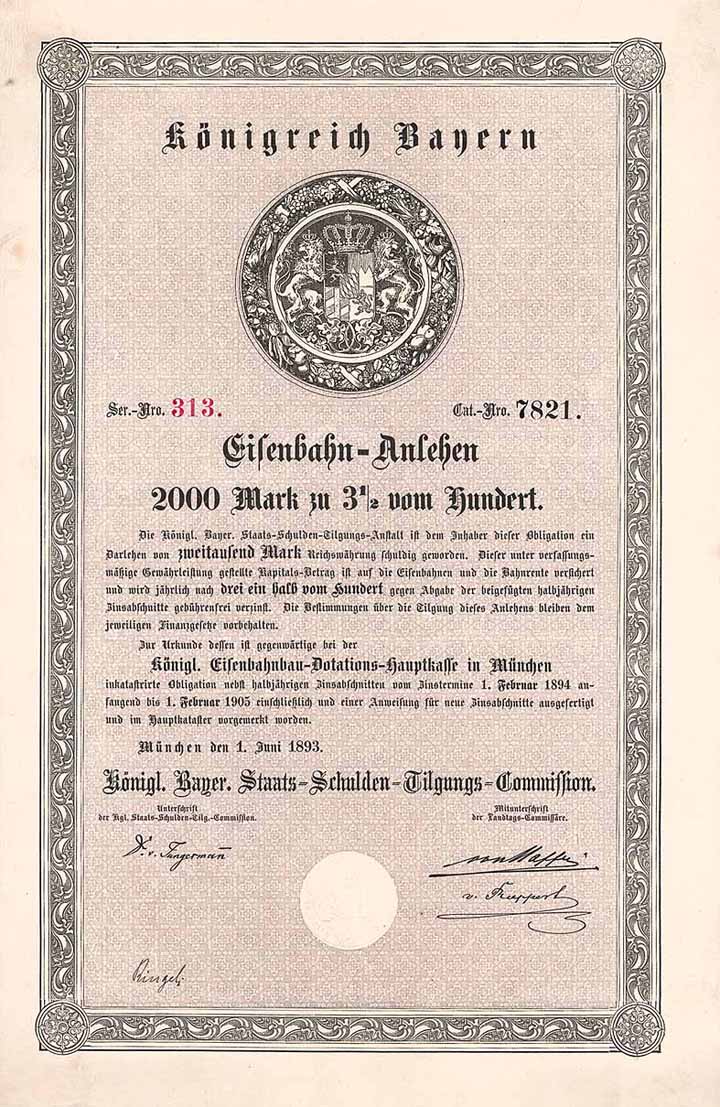 Königreich Bayern
Ser.-Nro. 313. Cat.-Nro. 7821.
Eisenbahn-Anlehen
2000 Mark zu 3 1/2 vom Hundert.
Die Königl. Bayer. Staats-Schulden-Tilgungs-Anstalt ist dem Inhaber dieser Obligation ein
Darlehen von zweitausend Mark Reichswährung schuldig geworden. Dieser unter verfassungs-
mäßige Gewährleistung gestellte Kapitals-Betrag ist auf die Eisenbahnen und die Bahnrente versichert
und wird jährlich nach drei ein halb vom Hundert gegen Abgabe der beigefügten halbjährigen
Zinsabschnitte gebührenfrei verzinst. Die Bestimmungen über die Tilgung dieses Anlehens bleiben dem
jeweiligen Finanzgesetze vorbehalten.
Zur Urkunde dessen ist gegenwärtige bei der
Königl. Eisenbahnbau-Dotations-Hauptkasse in München
inkatastrirte Obligation nebst halbjährigen Zinsabschnitten vom Zinstermine 1. Februar 1894 an-
fangend bis 1. Februar 1905 einschließlich und einer Anweisung für neue Zinsabschnitte ausgefertigt
und im Hauptkataster vorgemerkt worden.
München den 1. Juni 1893.
Königl. Bayer. Staats-Schulden-Tilgungs-Commission.
Unterschrift
der Kgl. Staats-Schulden-Tilg.-Commission.
Mitunterschrift
der Landtags-Commissäre.